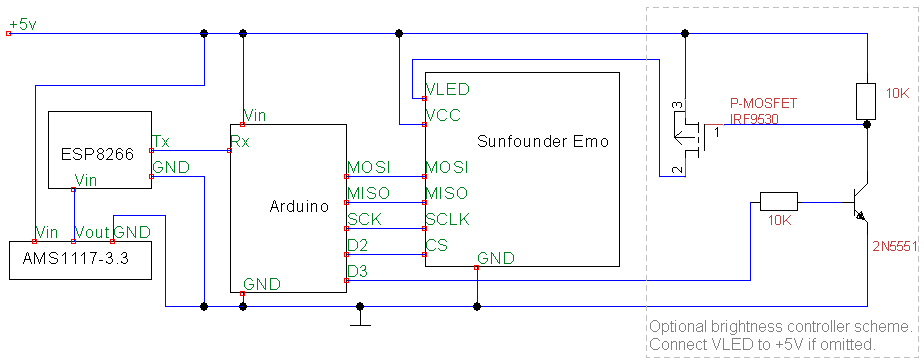 +5v
VLED
3
P-MOSFET
10K
Vin
VCC
IRF9530
1
Tx
Rx
Sunfounder Emo
ESP8266
GND
MOSI
MOSI
2
Vin
MISO
MISO
Arduino
10K
SCK
SCLK
Vin
Vout
GND
D2
CS
2N5551
AMS1117-3.3
D3
GND
GND
Optional brightness controller scheme.
Connect VLED to +5V if omitted.